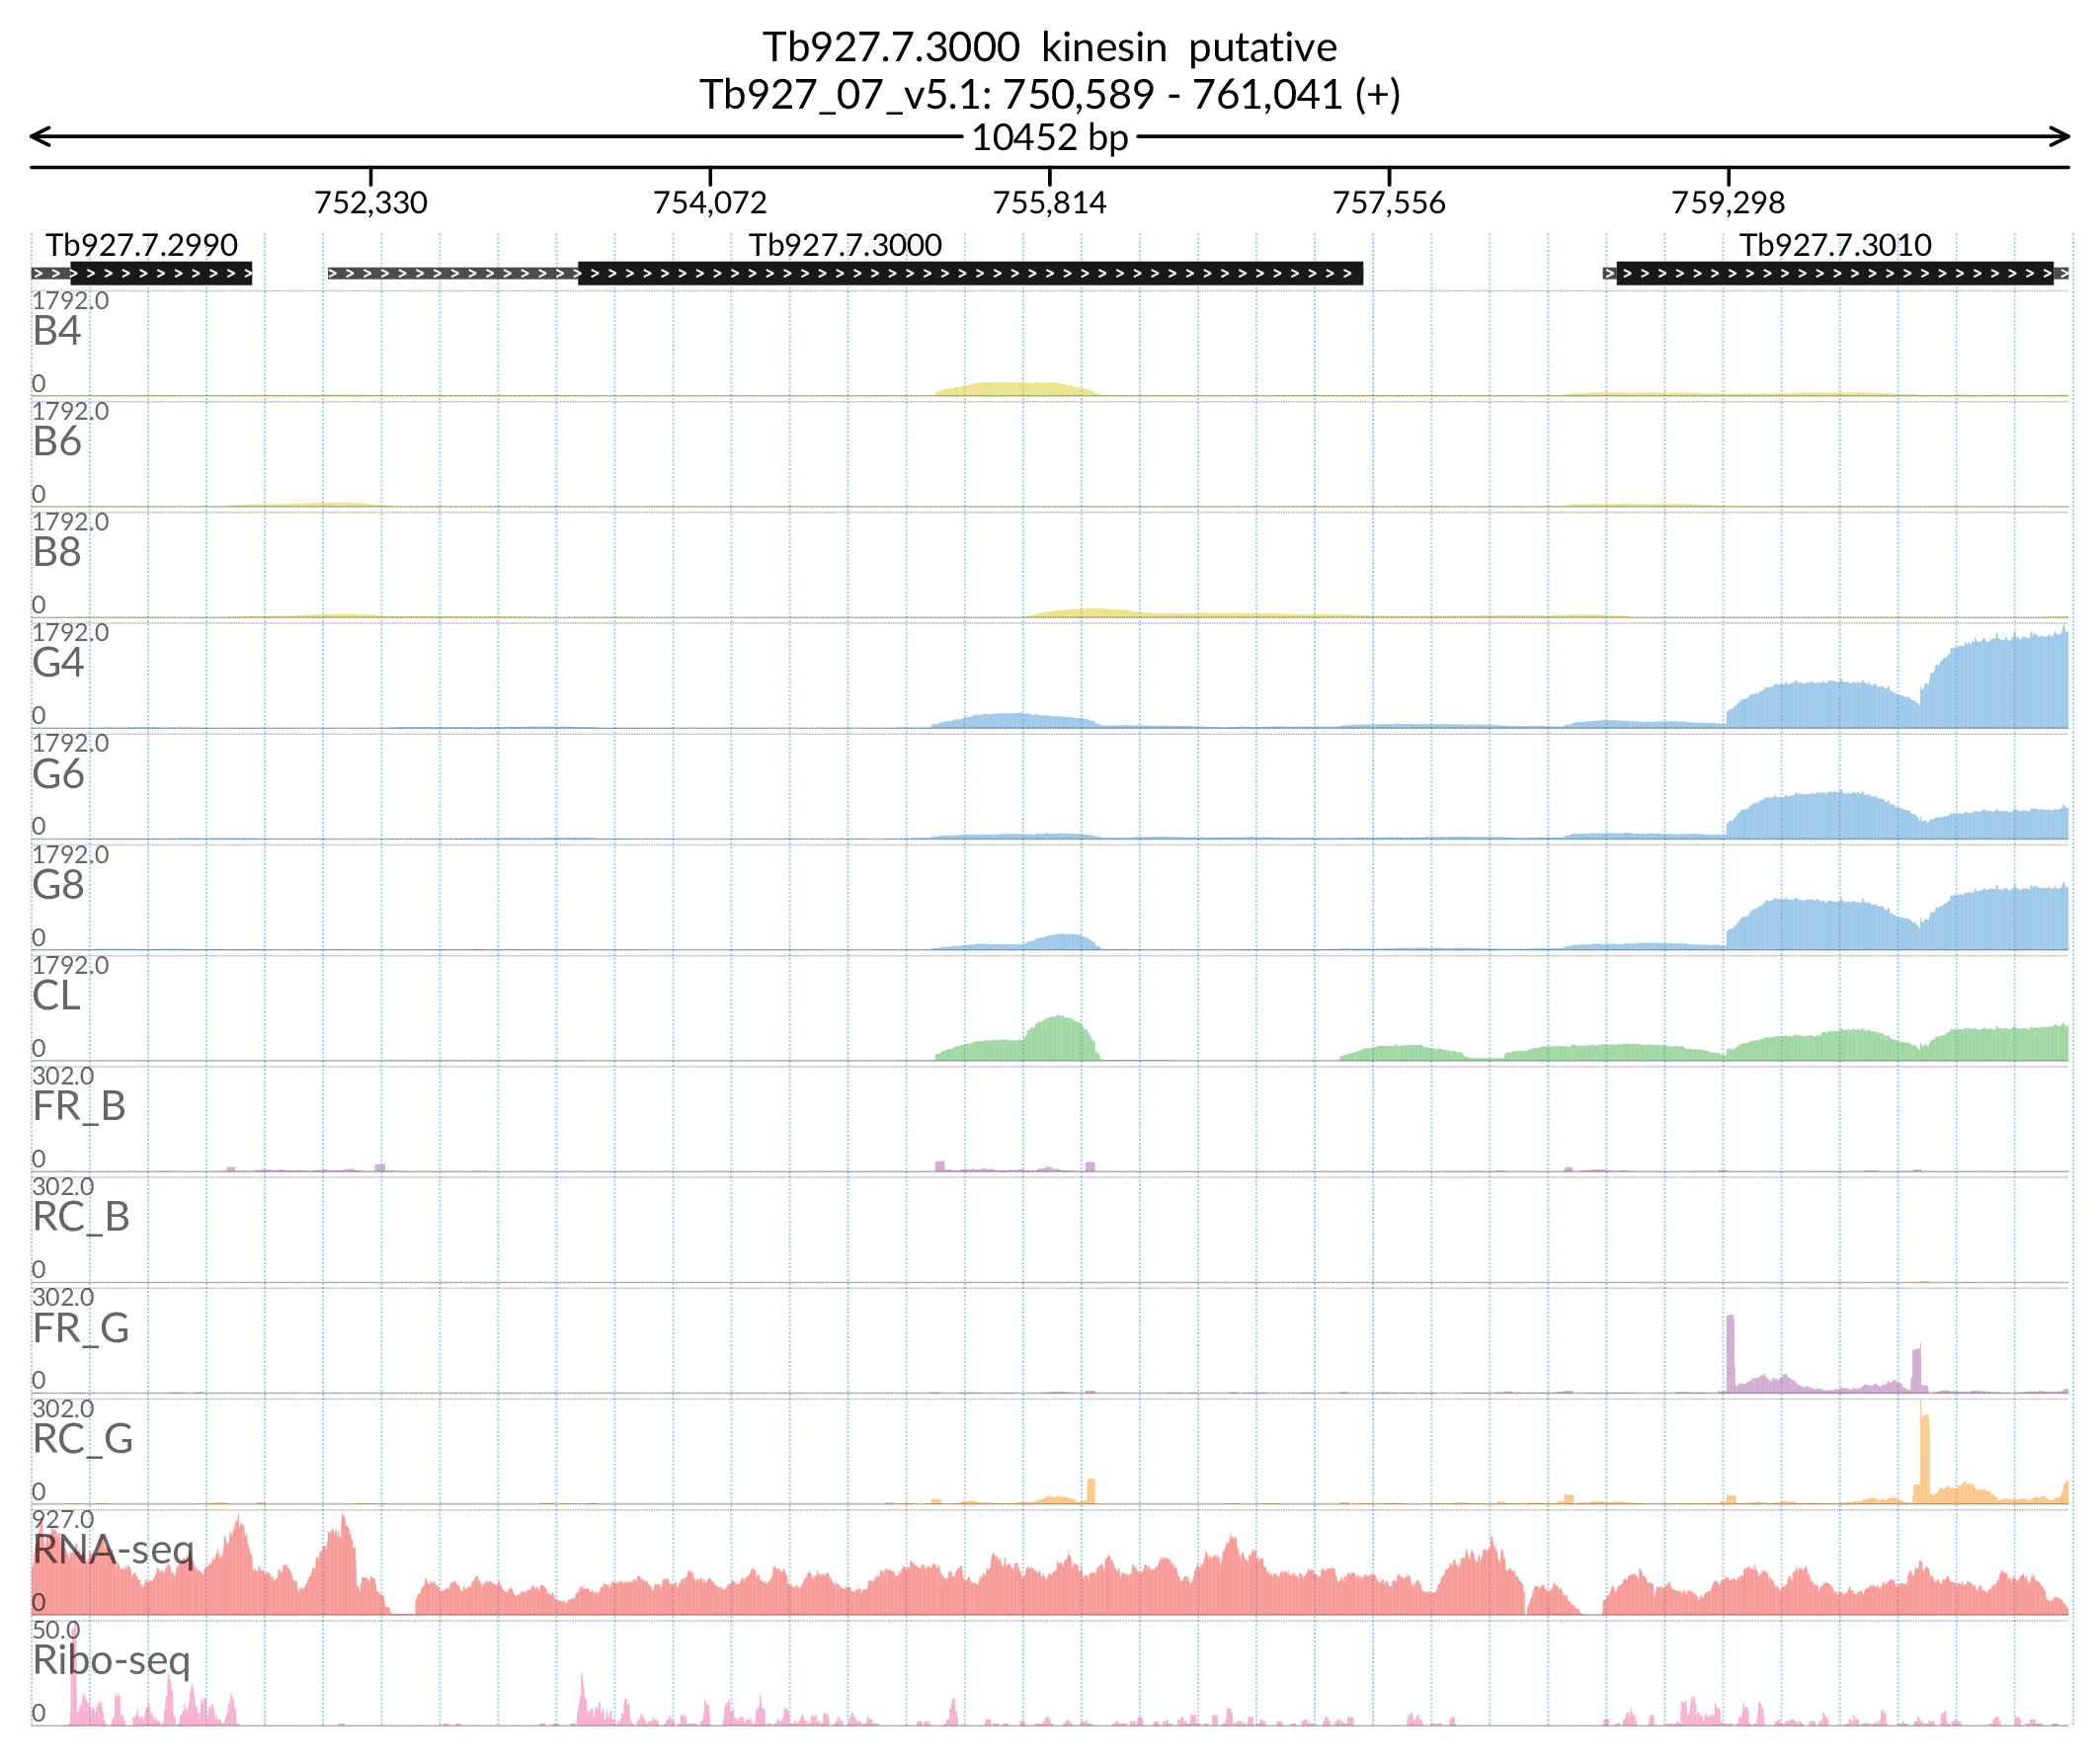 Tb927.7.3000 kinesin putative
Tb927_07_v5.1: 750,589 - 761,041 (+)
10452 bp
752,330 754,072 755,814 757,556 759,298
Tb927.7.2990 Tb927.7.3000 Tb927.7.3010
1792.0
B4
0
1792.0
B6
0
1792.0
B8
0
1792.0
G4
0
1792.0
G6
0
1792.0
G8
0
1792.0
CL
0
302.0
FR_B
0
302.0
RC_B
0
302.0
FR_G
0
302.0
RC_G
0
927.0
RNA-seq
0
50.0
Ribo-seq
0